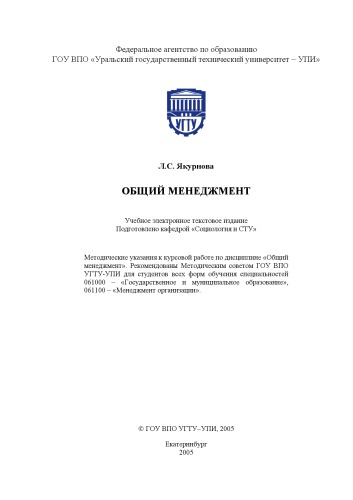 Федеральное агентство по образованию
ГОУ ВПО «Уральский государственный технический университет – УПИ»
УГТУ
Л.С. Якурнова
ОБЩИЙ МЕНЕДЖМЕНТ
Учебное электронное текстовое издание
Подготовлено кафедрой «Социология и СТУ»
Методические указания к курсовой работе по дисциплине «Общий
менеджмент». Рекомендованы Методическим советом ГОУ ВПО
УГТУ-УПИ для студентов всех форм обучения специальностей
061000 – «Государственное и муниципальное образование»,
061100 – «Менеджмент организации».
© ГОУ ВПО УГТУ–УПИ, 2005
Екатеринбург
2005